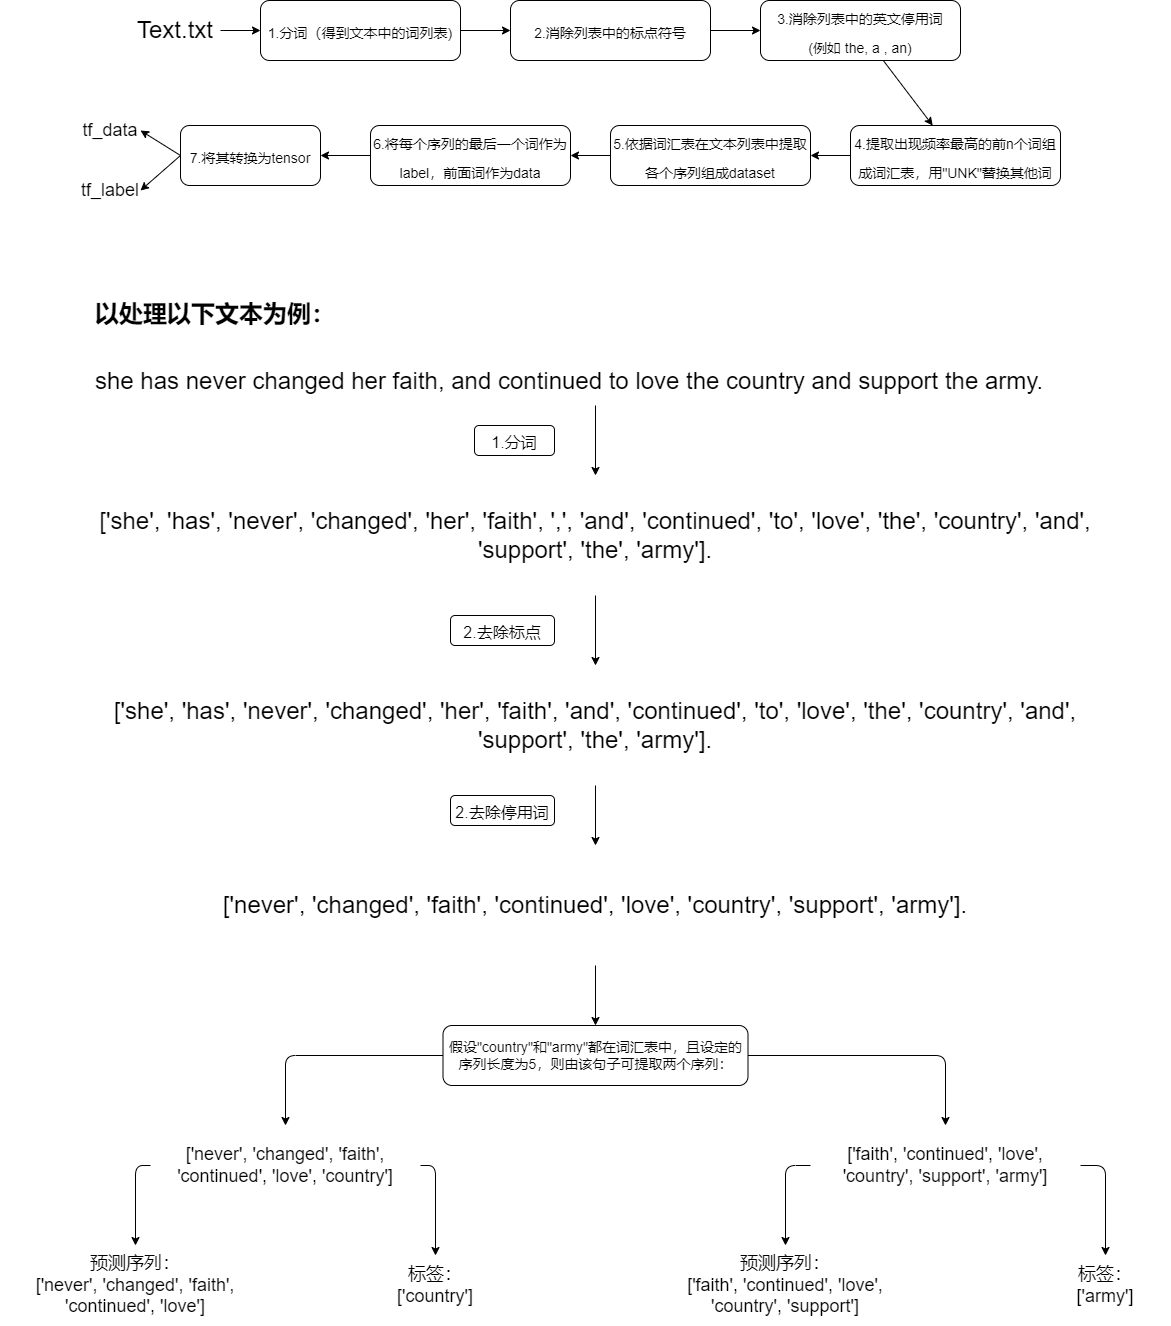 Text.txt
1.分词（得到文本中的词列表)
2.消除列表中的标点符号
3.消除列表中的英文停用词
(例如 the, a , an)
4.提取出现频率最高的前n个词组
成词汇表，用"UNK"替换其他词
5.依据词汇表在文本列表中提取
各个序列组成dataset
6.将每个序列的最后一个词作为
label，前面词作为data
7.将其转换为tensor
tf_data
tf_label
以处理以下文本为例：
she has never changed her faith, and continued to love the country and support the army.
1.分词
['she', 'has', 'never', 'changed', 'her', 'faith', ',', 'and', 'continued', 'to', 'love', 'the', 'country', 'and',
'support', 'the', 'army'].
2.去除标点
['she', 'has', 'never', 'changed', 'her', 'faith', 'and', 'continued', 'to', 'love', 'the', 'country', 'and',
'support', 'the', 'army'].
2.去除停用词
['never', 'changed', 'faith', 'continued', 'love', 'country', 'support', 'army'].
假设"country"和"army"都在词汇表中，且设定的
序列长度为5，则由该句子可提取两个序列：
['never', 'changed', 'faith',
'continued', 'love', 'country']
['faith', 'continued', 'love',
'country', 'support', 'army']
预测序列：
['never', 'changed', 'faith',
'continued', 'love']
标签：
['country']
预测序列：
['faith', 'continued', 'love',
'country', 'support']
标签：
['army']